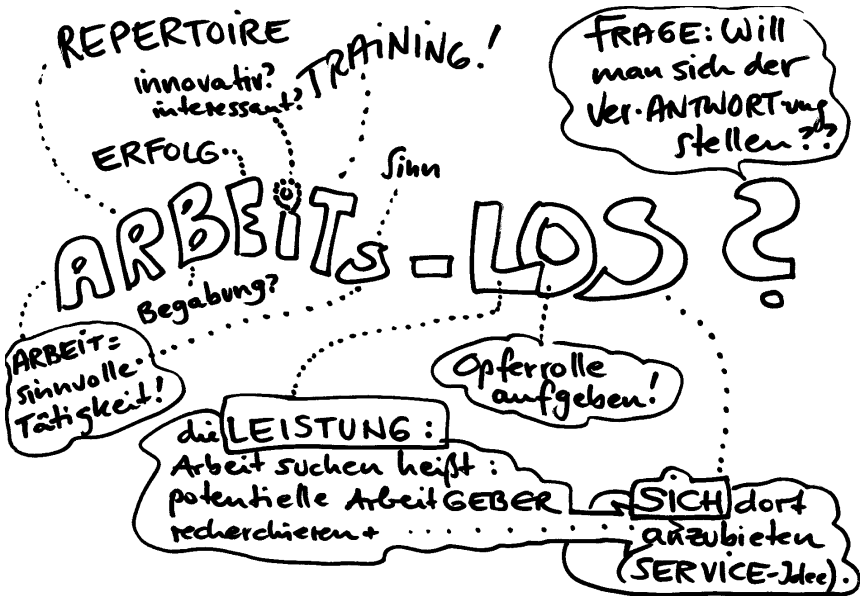 REPERTOIRE
innovativ?
interessant?
TRAiNiNG!
ERFOLG
Sinn
FRAGE: Will
man sich der
Ver.ANTWORTung
stellen??
ARBEiTs-LOS?
Begabung?
ARBEIT=
sinnvolle
Tätigkeit!
Opferrolle
aufgeben!
die LEISTUNG:
Arbeit suchen heißt:
potentielle ArbeitGEBER
recherchieren +
SICH dort
anzubieten
(SERVICE-Idee).